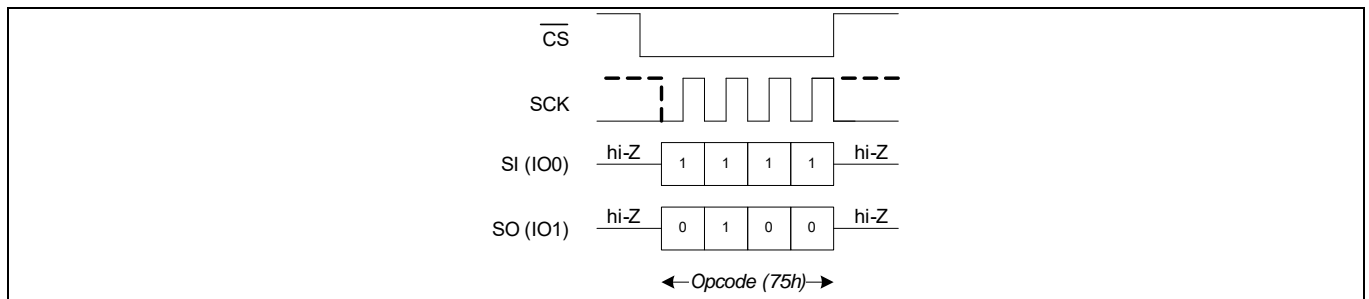 CS
SCK
hi-Z hi-Z
SI (IO0) 1 1 1 1
hi-Z hi-Z
SO (IO1) 0 1 0 0
Opcode (75h)